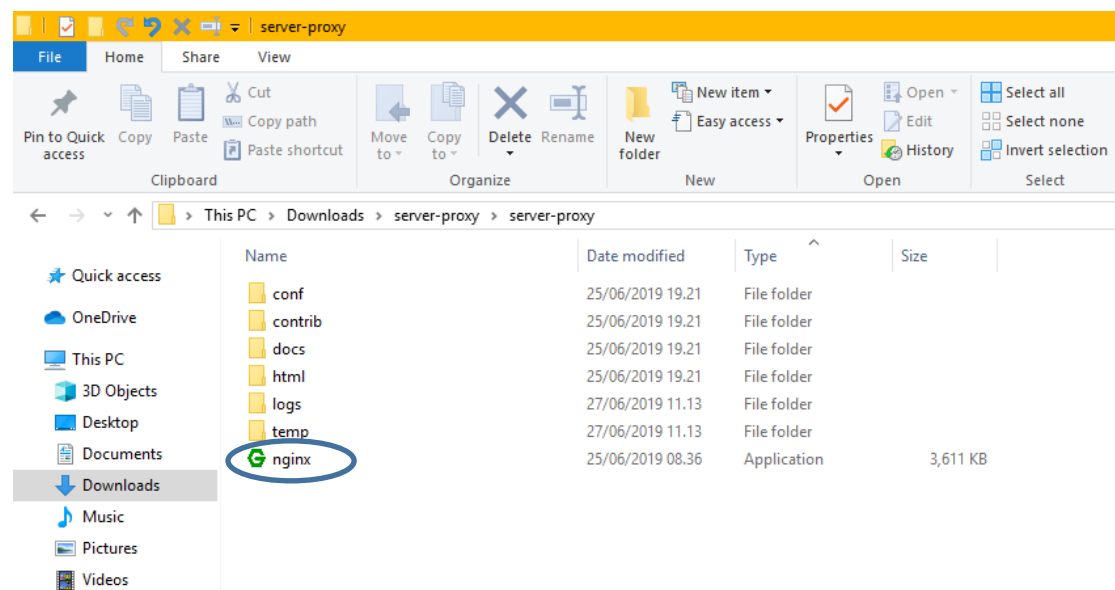 server-proxy
File Home Share View
Pin to Quick access
Copy
Paste
Cut
Copy path
Paste shortcut
Clipboard
Move to
Copy to
Delete
Rename
Organize
New folder
New item
Easy access
New
Properties
Open
Edit
History
Open
Select all
Select none
Invert selection
Select
This PC > Downloads > server-proxy > server-proxy
Quick access
OneDrive
This PC
3D Objects
Desktop
Documents
Downloads
Music
Pictures
Videos
Name Date modified Type Size
conf 25/06/2019 19.21 File folder
contrib 25/06/2019 19.21 File folder
docs 25/06/2019 19.21 File folder
html 25/06/2019 19.21 File folder
logs 27/06/2019 11.13 File folder
temp 27/06/2019 11.13 File folder
nginx 25/06/2019 08.36 Application 3,611 KB